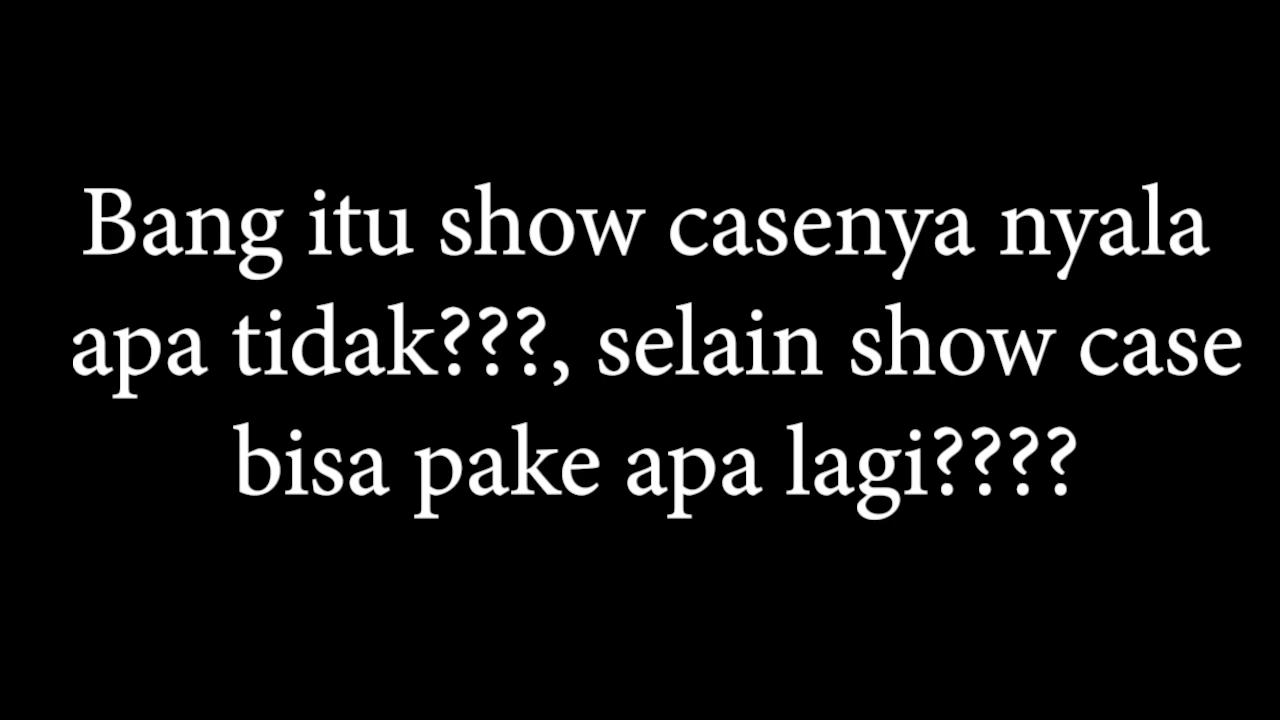 Bang itu show casenya nyala
apa tidak???, selain show case
bisa pake apa lagi????